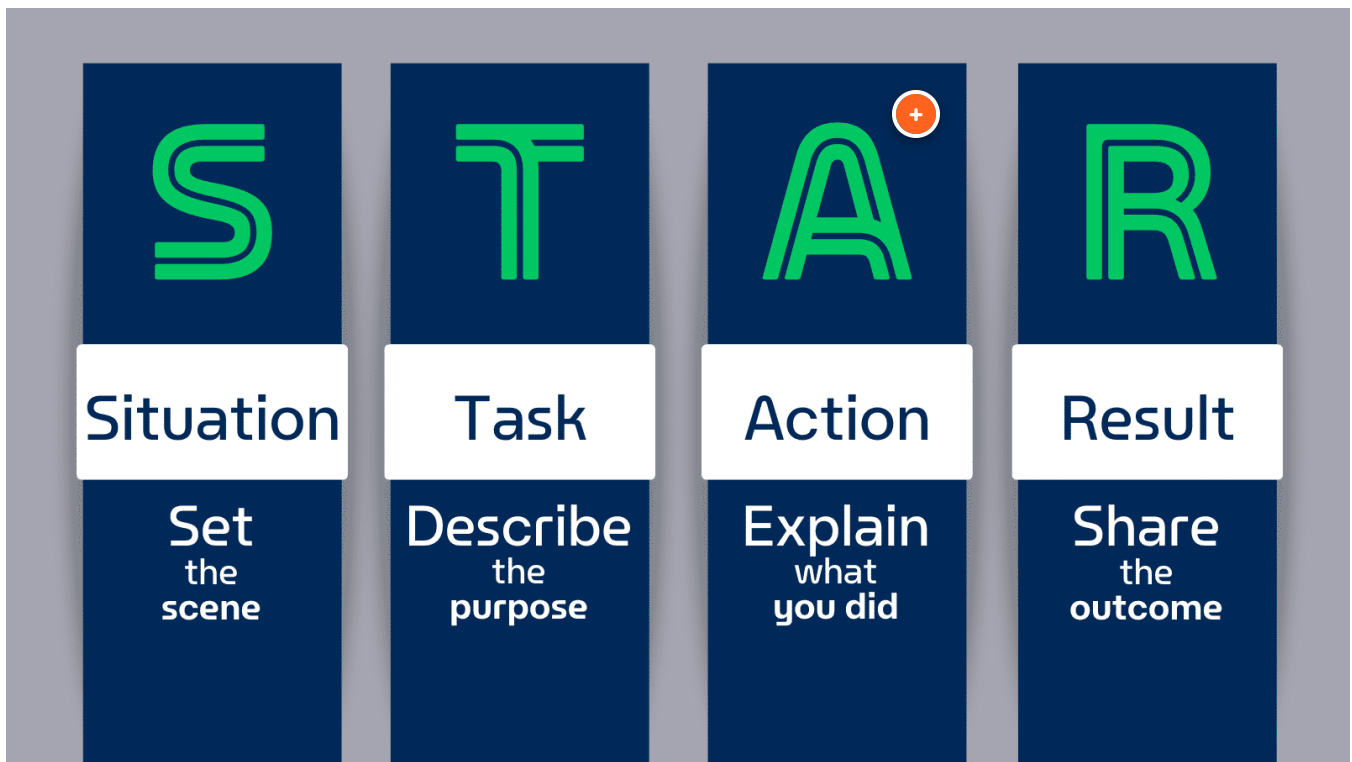 S
Situation
Set
the
scene
T
Task
Describe
the
purpose
A
+
Action
Explain
what
you did
R
Result
Share
the
outcome